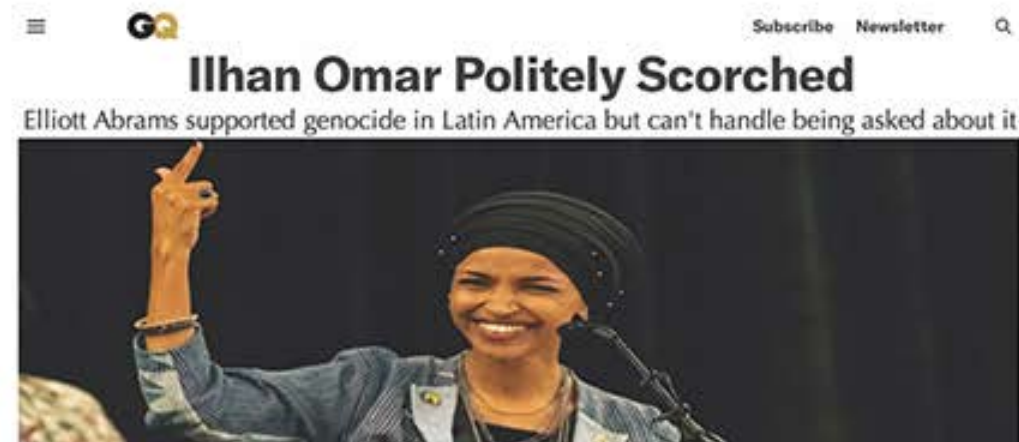 GQ
Scorscribe Newsletter
Ilhan Omar Politely Scorched
Elliott Abrams supported genocide in Latin America but can't handle being asked about it